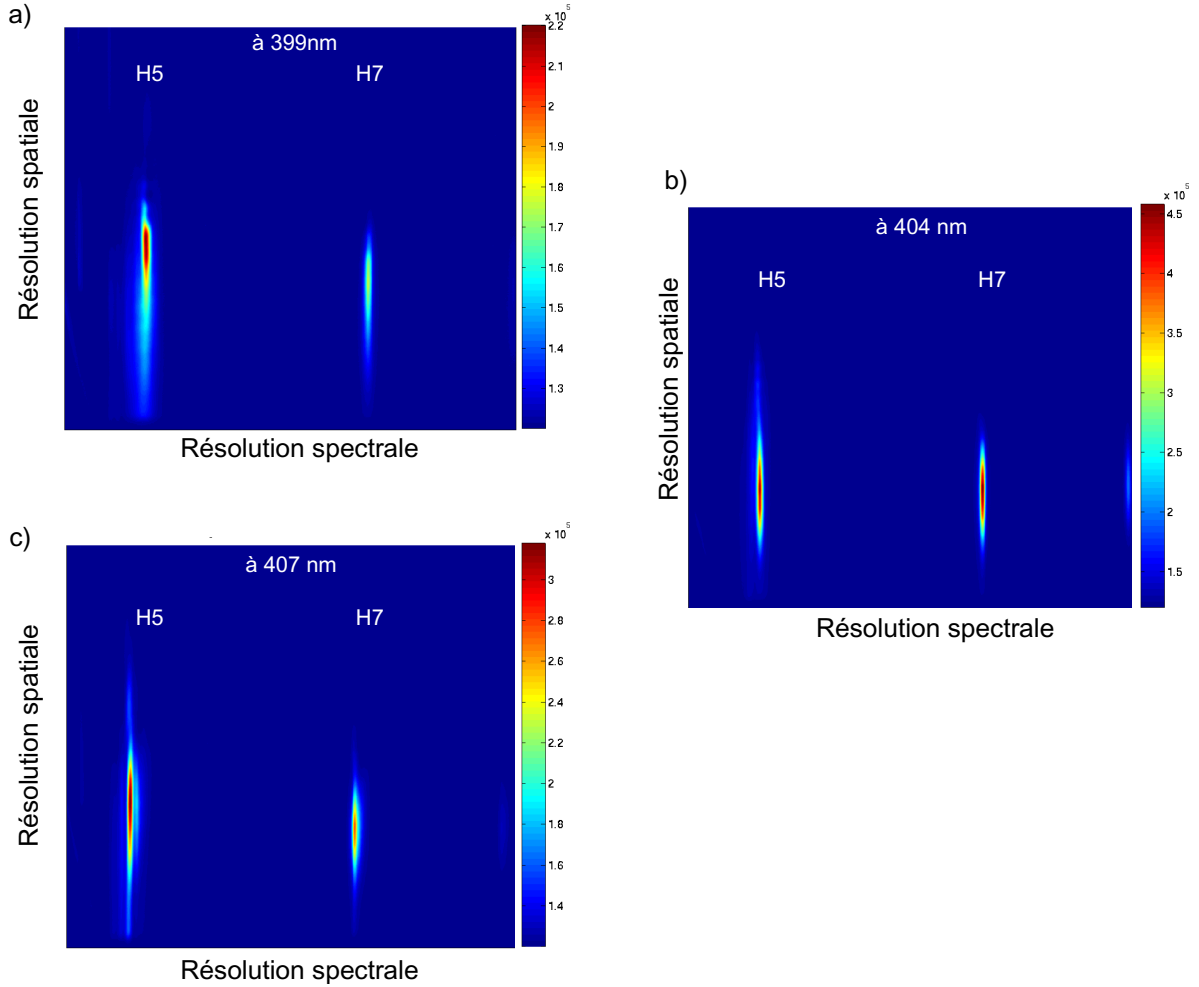 a)
x 10 5
à 399nm
H5
H7
2.2
2.1
2
1.9
1.8
1.7
1.6
1.5
1.4
1.3
Résolution spatiale
Résolution spectrale
b)
x 10 5
à 404 nm
H5
H7
4.5
4
3.5
3
2.5
2
1.5
Résolution spatiale
Résolution spectrale
c)
x 10 5
à 407 nm
H5
H7
3
2.8
2.6
2.4
2.2
2
1.8
1.6
1.4
Résolution spatiale
Résolution spectrale